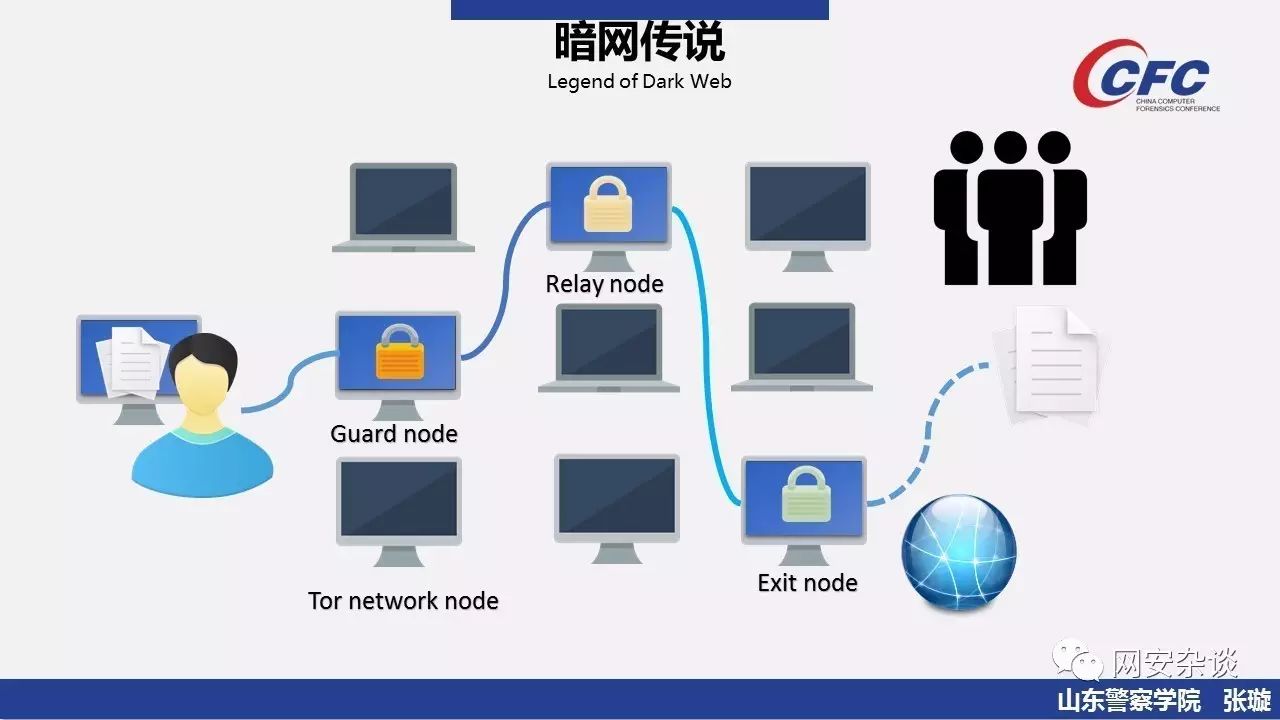 暗网传说
Legend of Dark Web
CFC
CHINA COMPUTER
FORENSICS CONFERENCE
Relay node
Guard node
Exit node
Tor network node
网安杂谈
山东警察学院 张璇